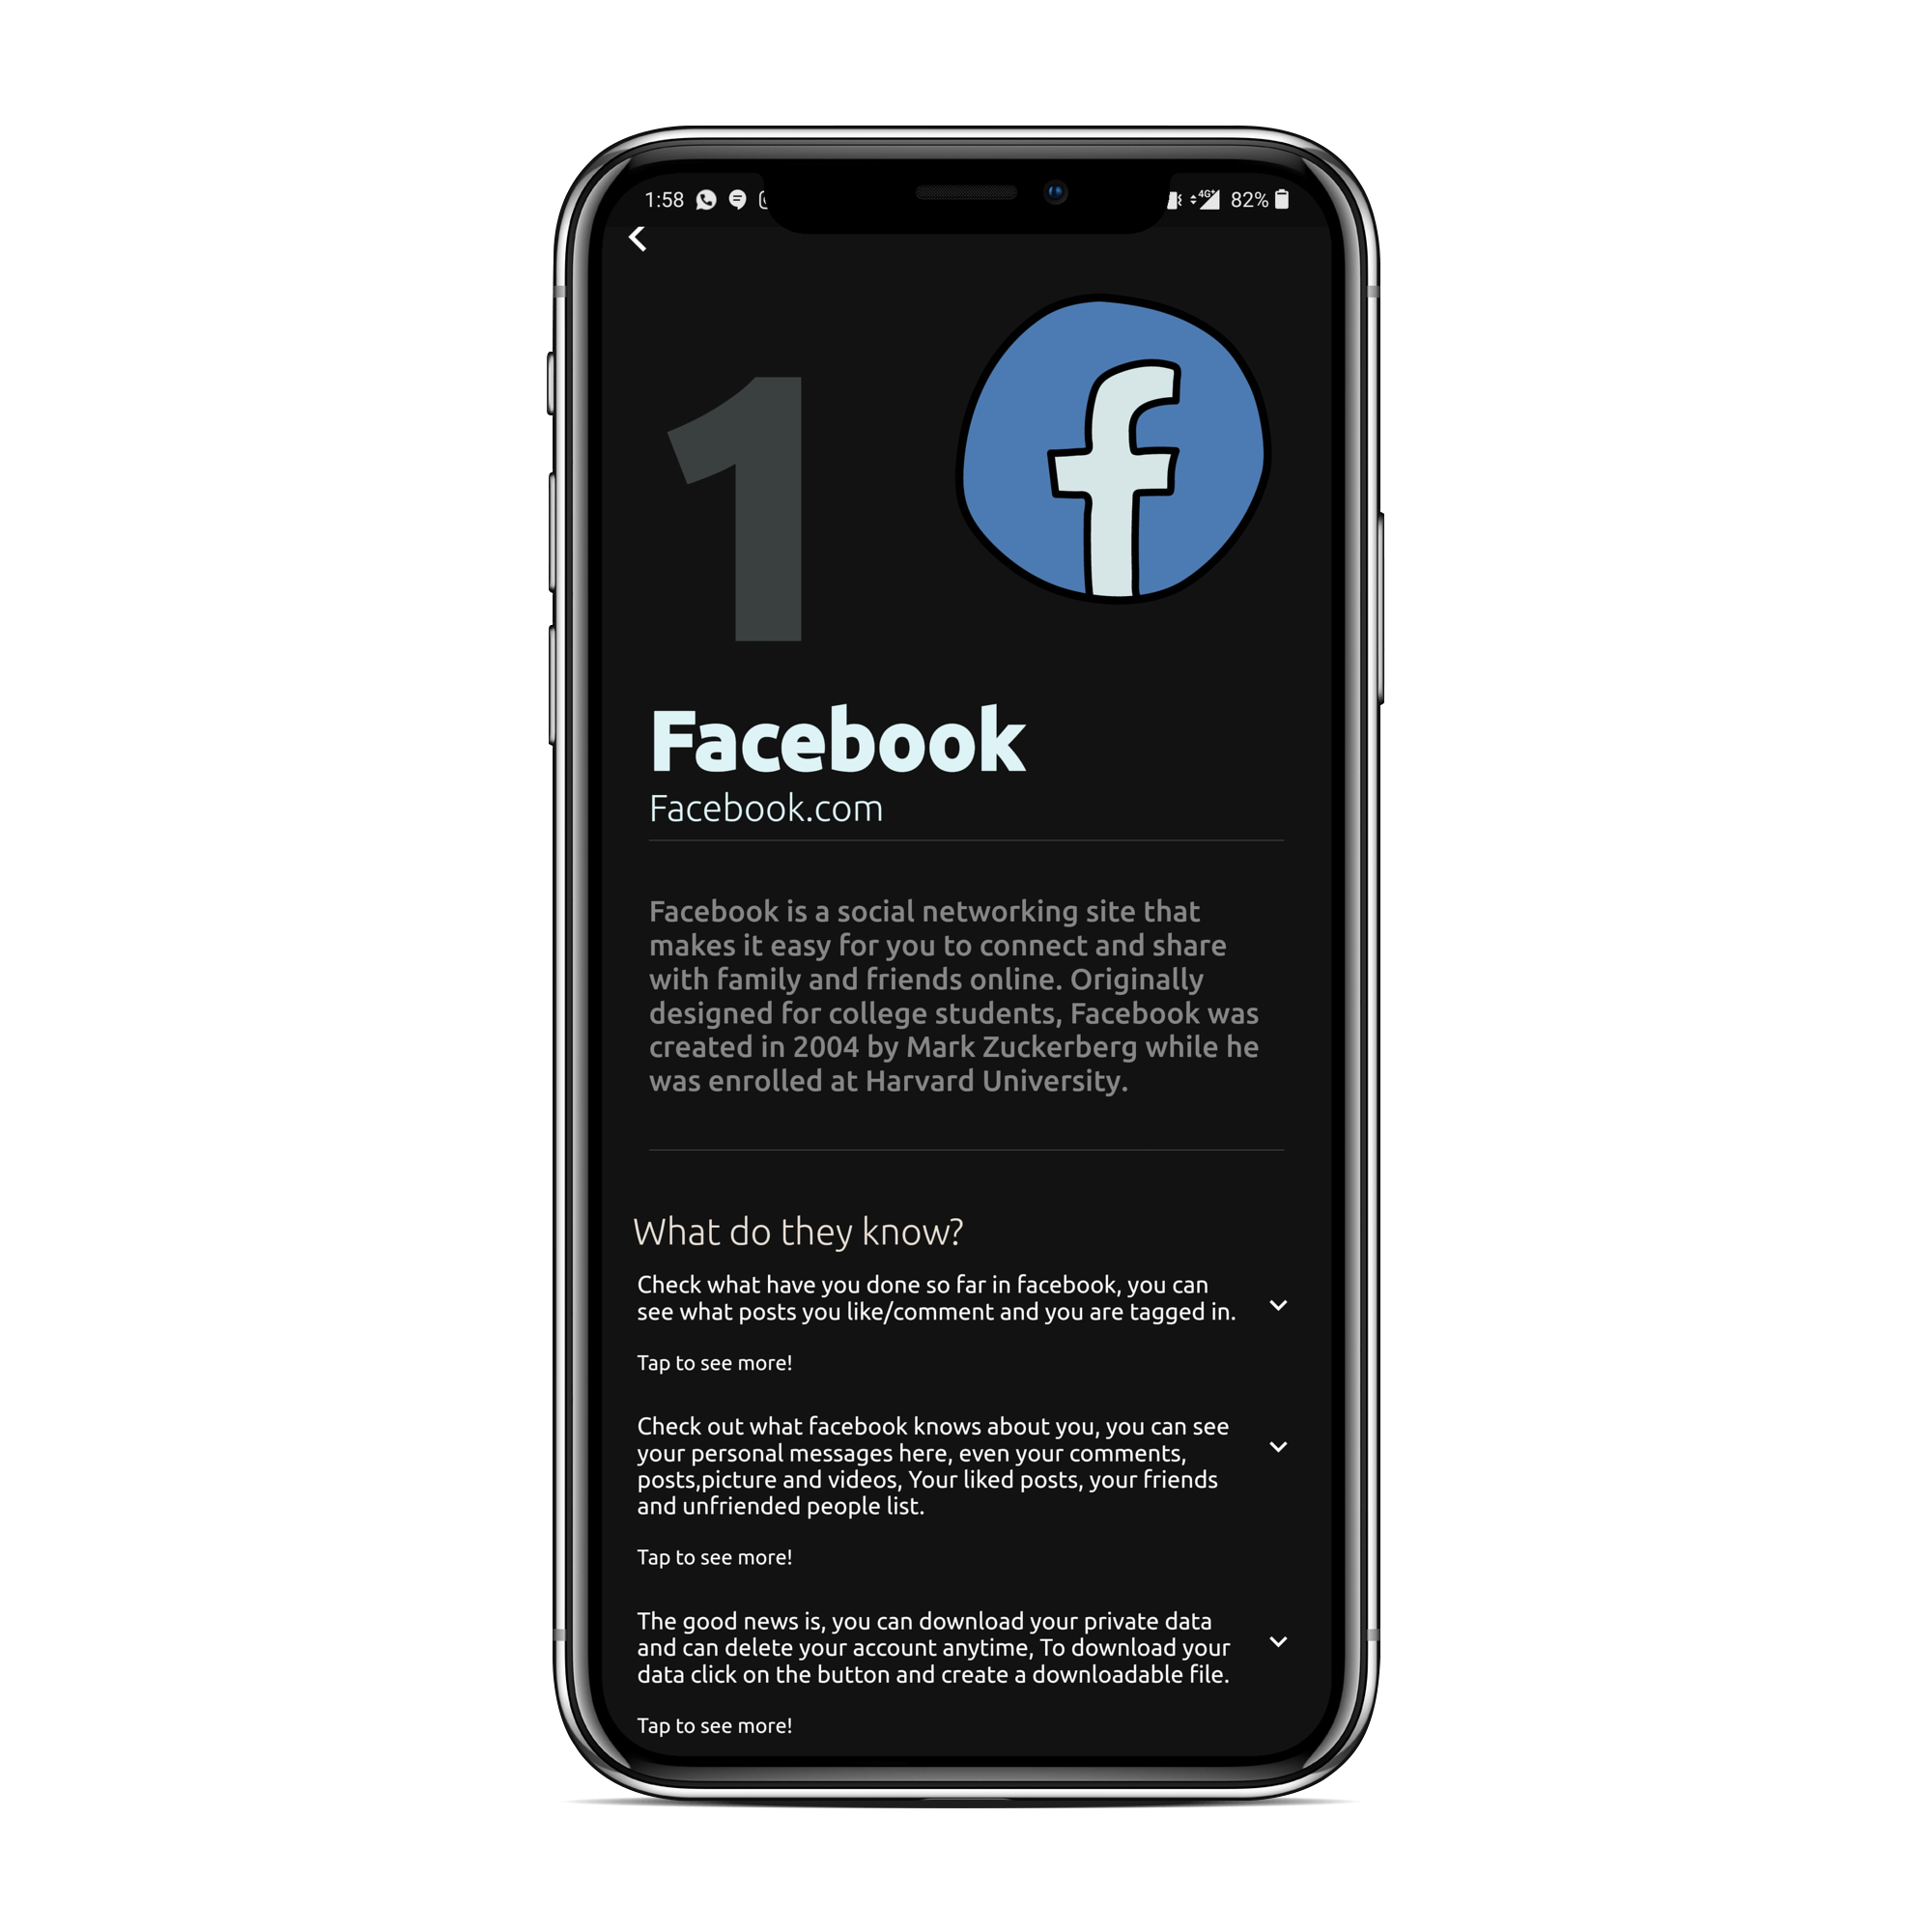 1:58
4G+ 82%
1
f
Facebook
Facebook.com
Facebook is a social networking site that
makes it easy for you to connect and share
with family and friends online. Originally
designed for college students, Facebook was
created in 2004 by Mark Zuckerberg while he
was enrolled at Harvard University.
What do they know?
Check what have you done so far in facebook, you can
see what posts you like/comment and you are tagged in.
Tap to see more!
Check out what facebook knows about you, you can see
your personal messages here, even your comments,
posts,picture and videos, Your liked posts, your friends
and unfriended people list.
Tap to see more!
The good news is, you can download your private data
and can delete your account anytime, To download your
data click on the button and create a downloadable file.
Tap to see more!